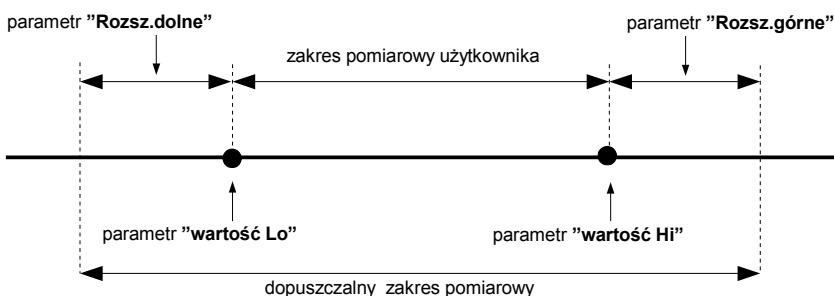 parametr ”Rozsz.dolne”
parametr ”Rozsz.górne”
zakres pomiarowy użytkownika
parametr ”wartość Lo”
parametr ”wartość Hi”
dopuszczalny zakres pomiarowy